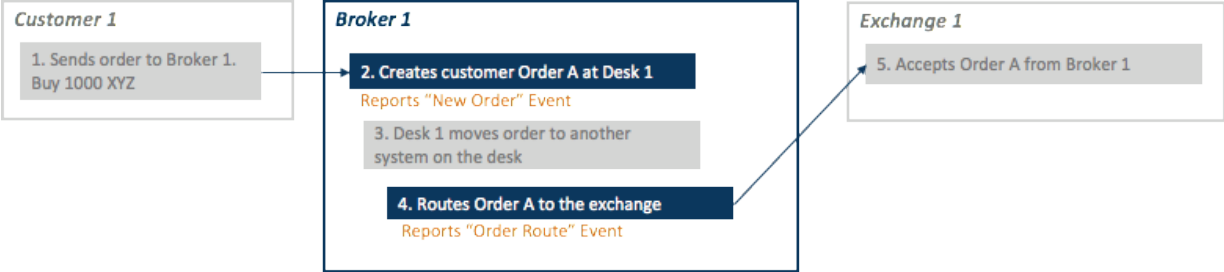 Customer 1
1. Sends order to Broker 1.
Buy 1000 XYZ
Broker 1
2. Creates customer Order A at Desk 1
Reports “New Order” Event
3. Desk 1 moves order to another
system on the desk
4. Routes Order A to the exchange
Reports “Order Route” Event
Exchange 1
5. Accepts Order A from Broker 1